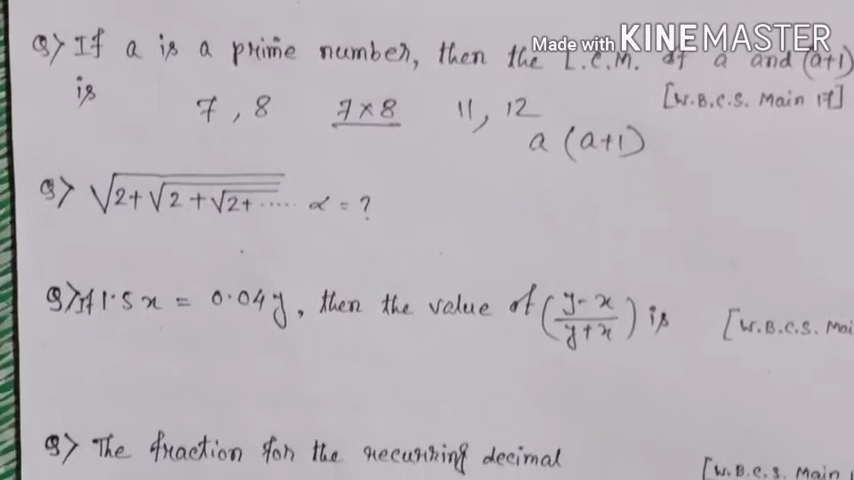 Made with KINEMASTER
Q> If a is a prime number, then the L.C.M. of a and (a+1)
is
7 , 8 7 × 8 11, 12 [W.B.C.S. Main 17]
a (a+1)
Q> √2+√2+√2+ ..... ∝ = ?
Q> If 1.5x = 0.04y, then the value of (y-x/y+x) is [W.B.C.S. Mai
Q> The fraction for the recurring decimal
[W.B.C.S. Main 1